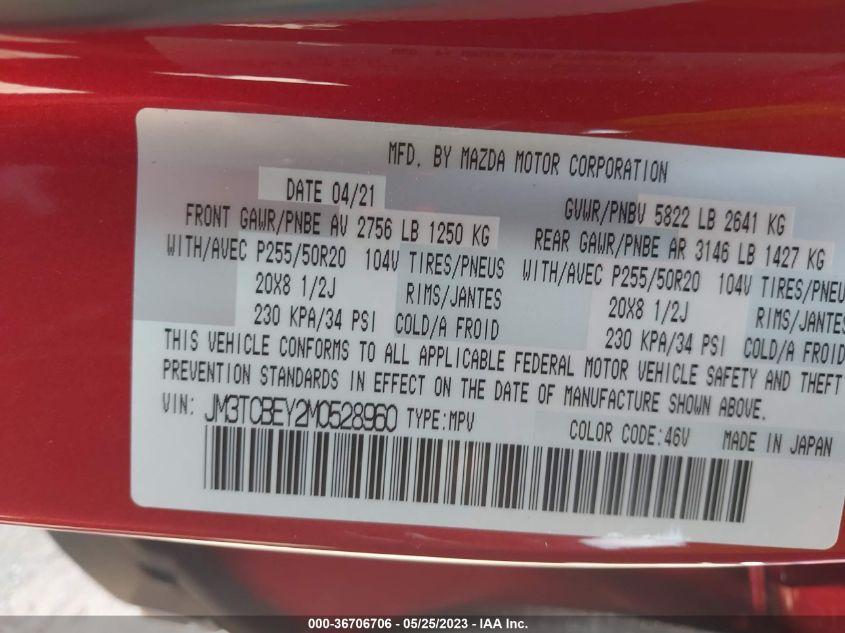 MFD. BY MAZDA MOTOR CORPORATION
DATE 04/21
GVWR/PNBV 5822 LB 2641 KG
FRONT GAWR/PNBE AV 2756 LB 1250 KG
REAR GAWR/PNBE AR 3146 LB 1427 KG
WITH/AVEC P255/50R20 104V TIRES/PNEUS
WITH/AVEC P255/50R20 104V TIRES/PNEU
20X8 1/2J RIMS/JANTES
20X8 1/2J RIMS/JANTES
230 KPA/34 PSI COLD/A FROID
230 KPA/34 PSI COLD/A FROID
THIS VEHICLE CONFORMS TO ALL APPLICABLE FEDERAL MOTOR VEHICLE SAFETY AND THEFT
PREVENTION STANDARDS IN EFFECT ON THE DATE OF MANUFACTURE SHOWN ABOVE.
VIN: JM3TCBEY2M0528960 TYPE:MPV
COLOR CODE:46V MADE IN JAPAN
000-36706706 - 05/25/2023 - IAA Inc.